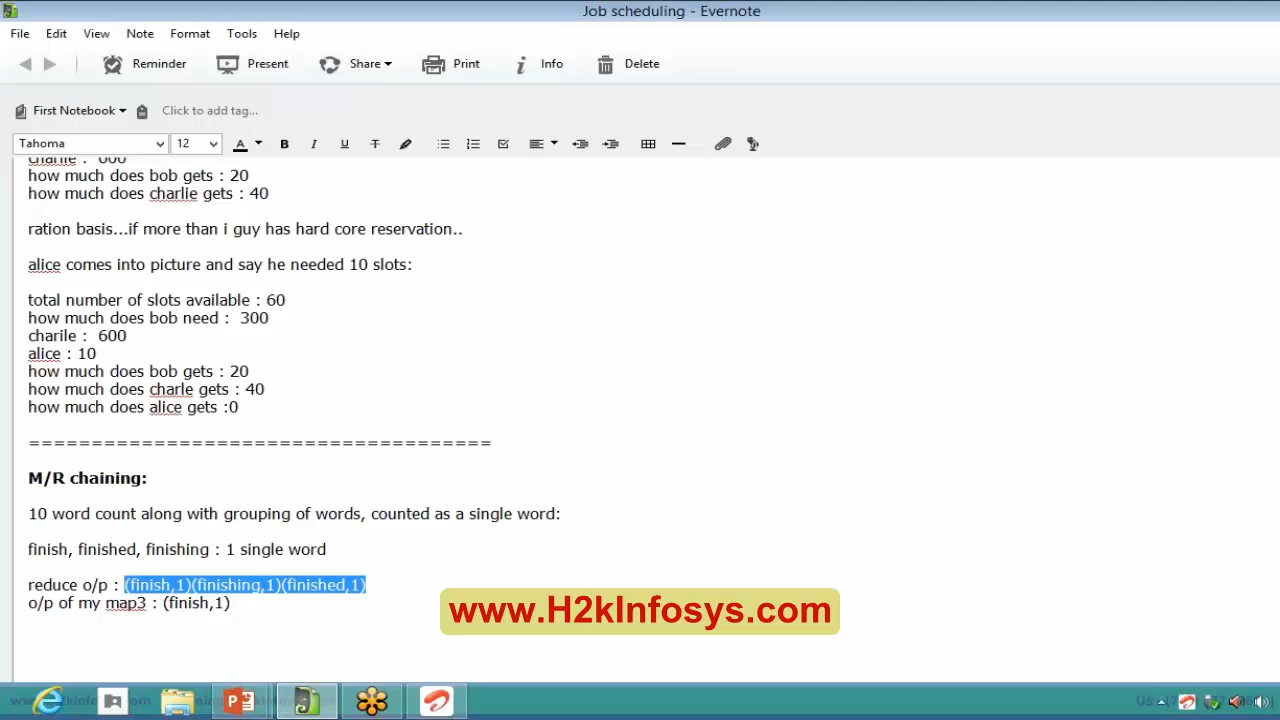 Job scheduling - Evernote
File Edit View Note Format Tools Help
Reminder Present Share Print Info Delete
First Notebook Click to add tag...
Tahoma 12 A B I U T
charlie : 600
how much does bob gets : 20
how much does charlie gets : 40
ration basis...if more than i guy has hard core reservation..
alice comes into picture and say he needed 10 slots:
total number of slots available : 60
how much does bob need : 300
charile : 600
alice : 10
how much does bob gets : 20
how much does charle gets : 40
how much does alice gets :0
=====================================
M/R chaining:
10 word count along with grouping of words, counted as a single word:
finish, finished, finishing : 1 single word
reduce o/p : (finish,1)(finishing,1)(finished,1)
o/p of my map3 : (finish,1)
www.H2kInfosys.com